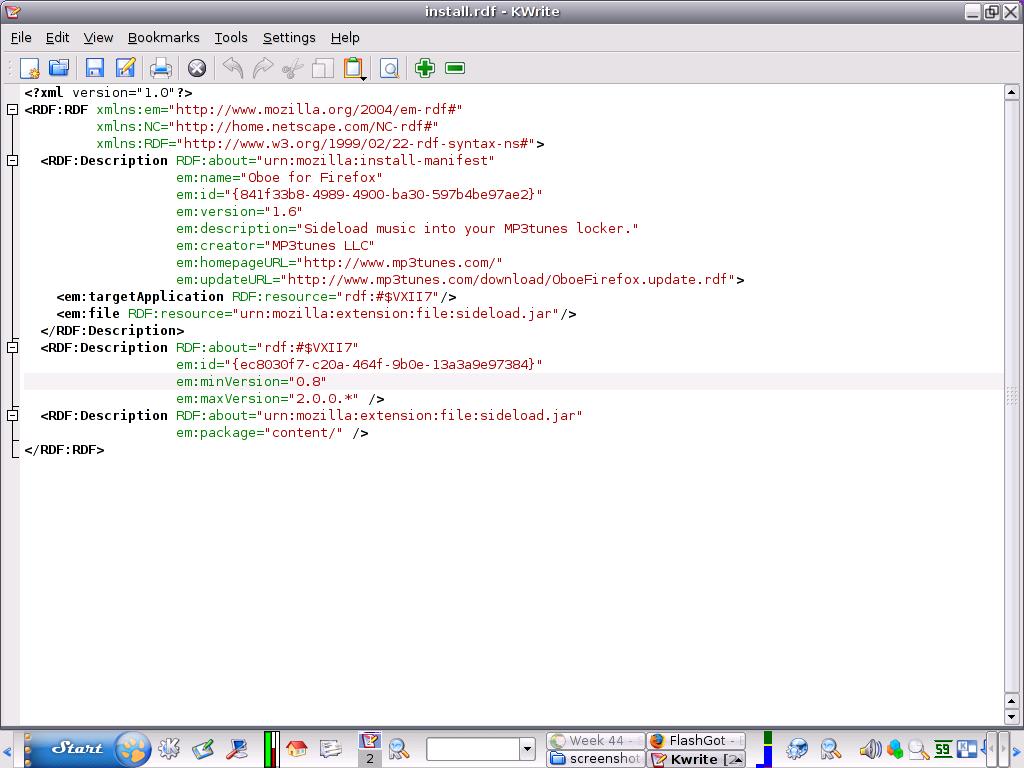 install.rdf - KWrite
File Edit View Bookmarks Tools Settings Help
<?xml version="1.0"?>
<RDF:RDF xmlns:em="http://www.mozilla.org/2004/em-rdf#"
xmlns:NC="http://home.netscape.com/NC-rdf#"
xmlns:RDF="http://www.w3.org/1999/02/22-rdf-syntax-ns#">
<RDF:Description RDF:about="urn:mozilla:install-manifest"
em:name="Oboe for Firefox"
em:id="{841f33b8-4989-4900-ba30-597b4be97ae2}"
em:version="1.6"
em:description="Sideload music into your MP3tunes locker."
em:creator="MP3tunes LLC"
em:homepageURL="http://www.mp3tunes.com/"
em:updateURL="http://www.mp3tunes.com/download/OboeFirefox.update.rdf">
<em:targetApplication RDF:resource="rdf:#$VXII7"/>
<em:file RDF:resource="urn:mozilla:extension:file:sideload.jar"/>
</RDF:Description>
<RDF:Description RDF:about="rdf:#$VXII7"
em:id="{ec8030f7-c20a-464f-9b0e-13a3a9e97384}"
em:minVersion="0.8"
em:maxVersion="2.0.0.*" />
<RDF:Description RDF:about="urn:mozilla:extension:file:sideload.jar"
em:package="content/" />
</RDF:RDF>
Start
2
Week 44 -
FlashGot -
screenshot
Kwrite [2
59